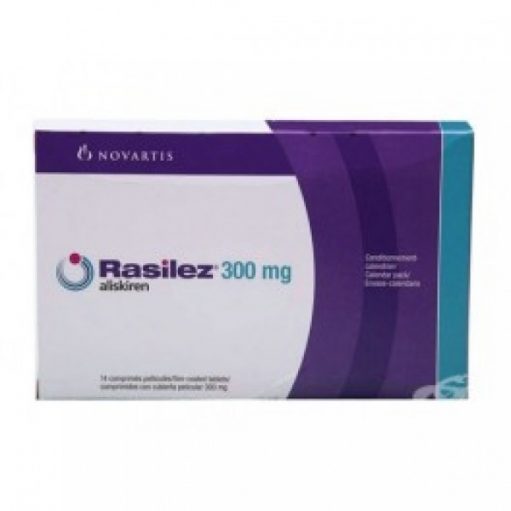 NOVARTIS
Rasilez® 300 mg
aliskiren
Conditionnement
calendrier/
Calendar pack/
Envase calendario
14 comprimés pelliculés/film-coated tablets/
comprimidos con cubierta pelicular 300 mg